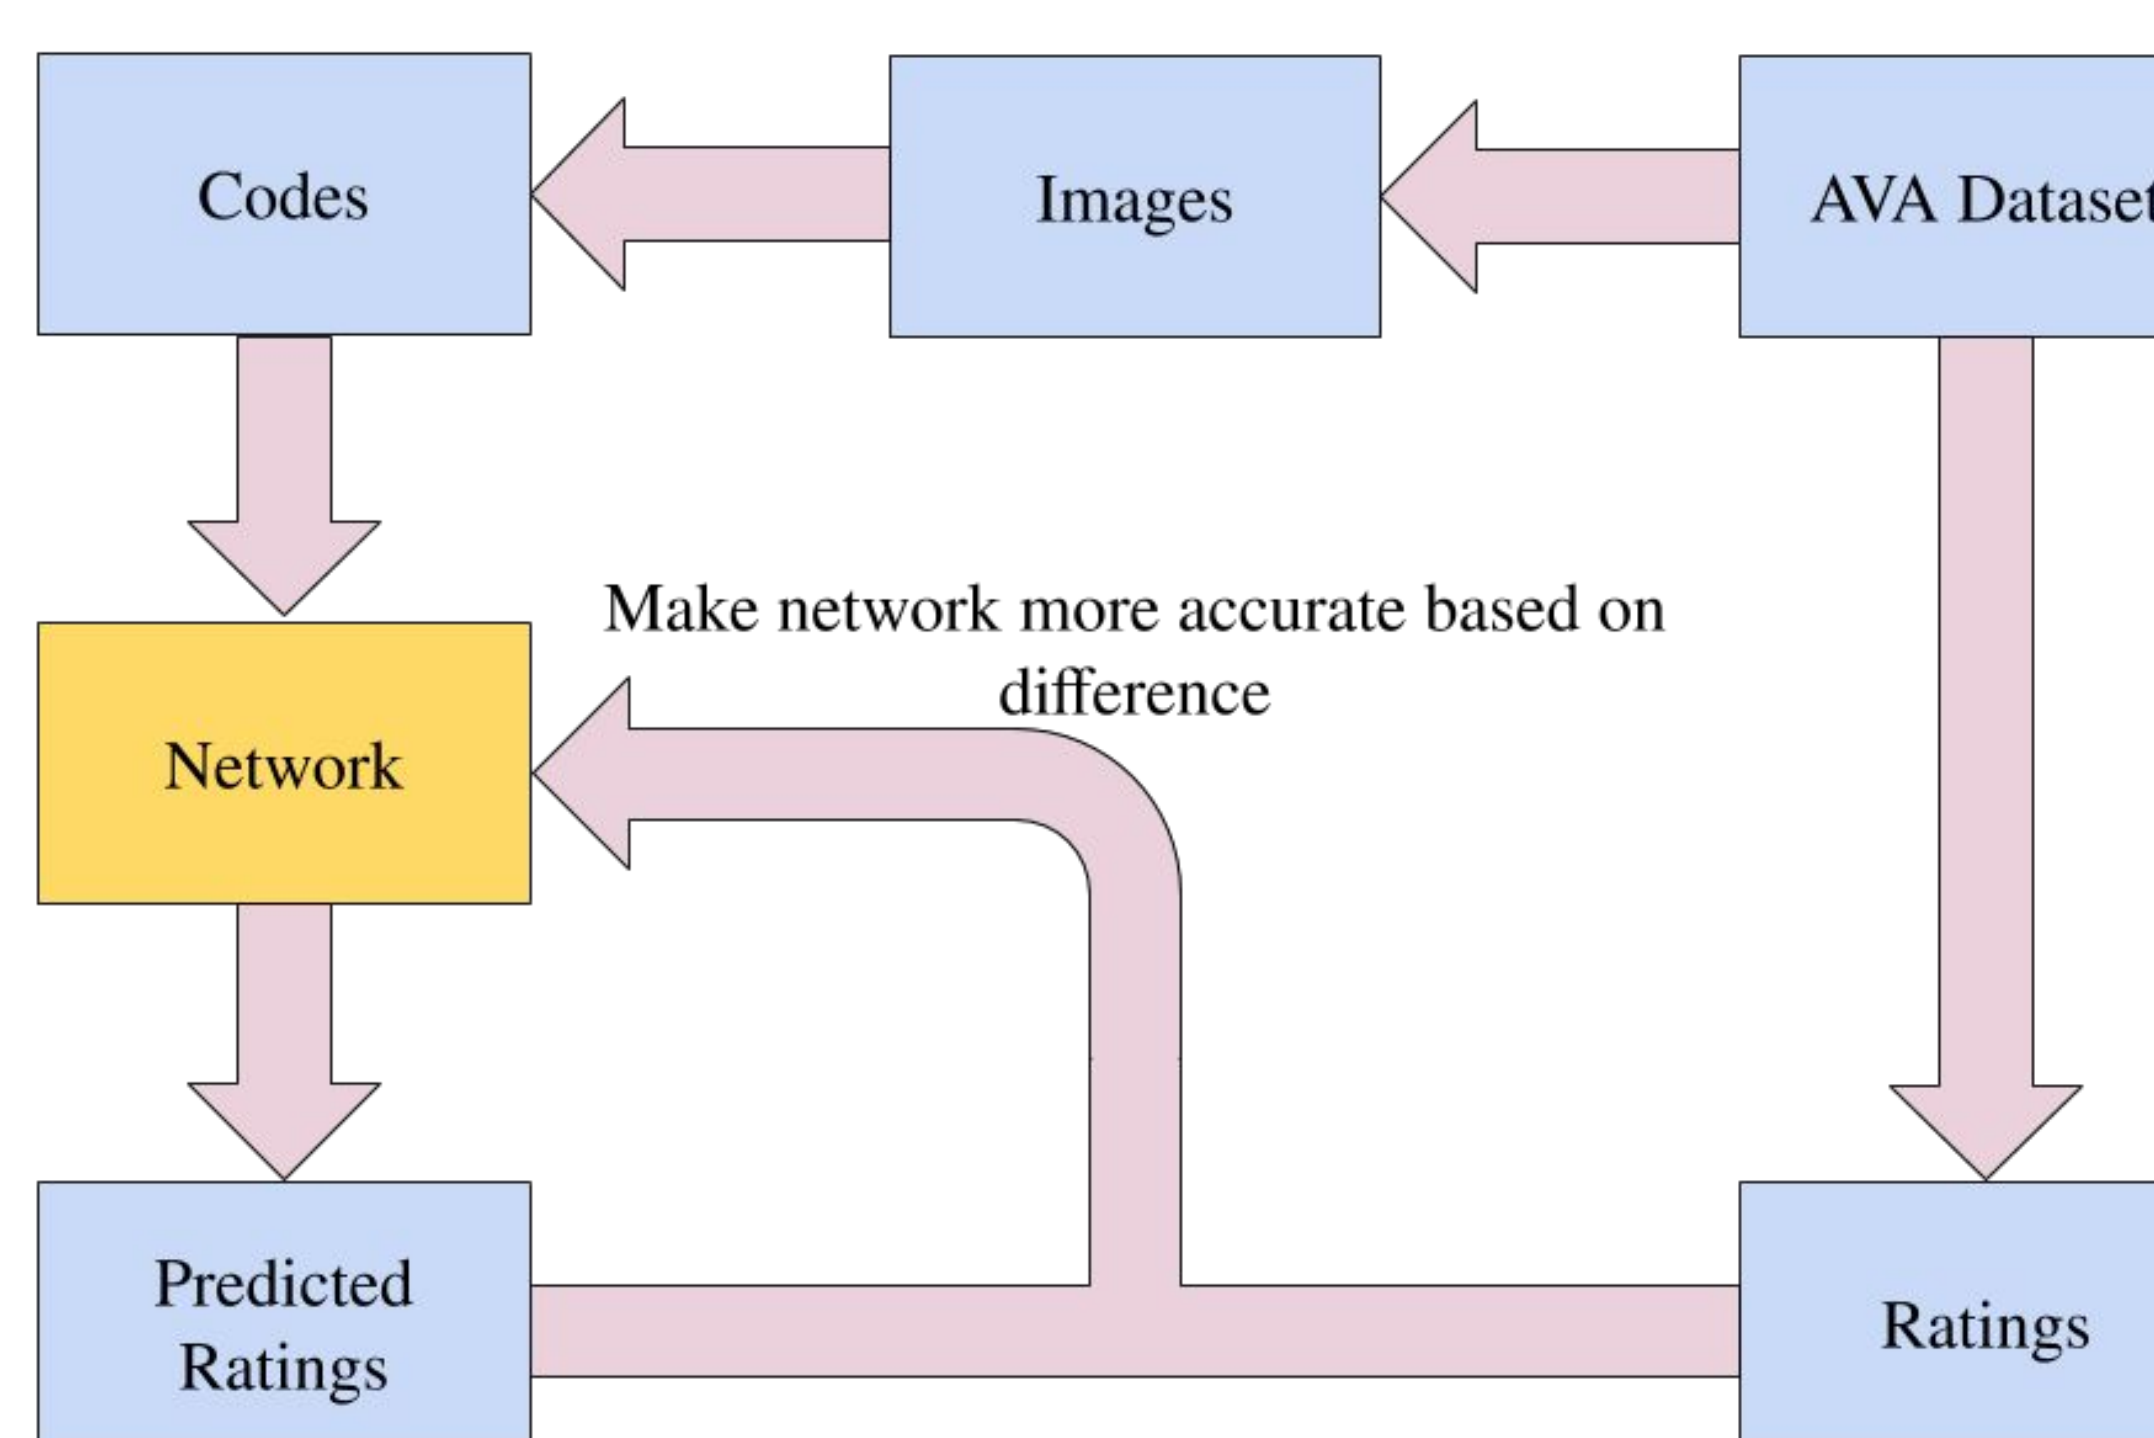 Codes
Images
AVA Dataset
Make network more accurate based on
difference
Network
Predicted
Ratings
Ratings